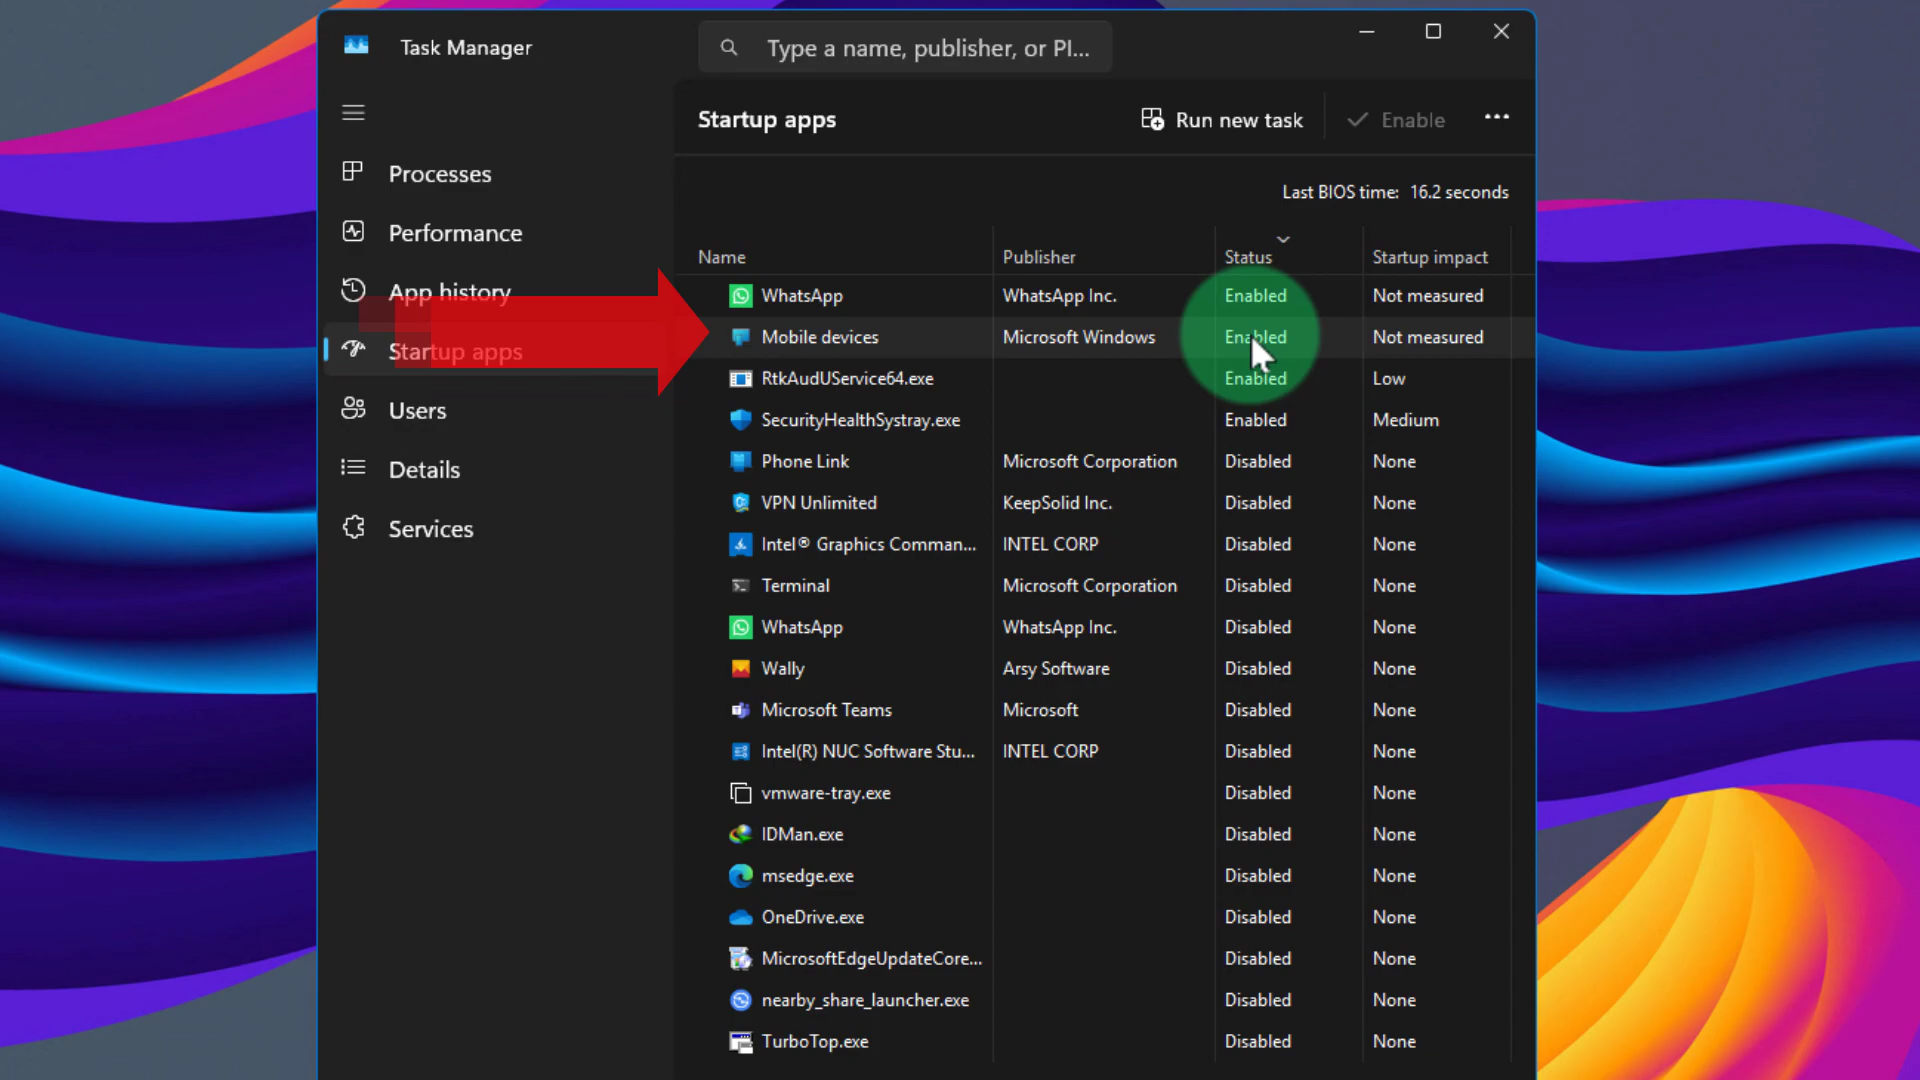 Task Manager
Type a name, publisher, or PI...
Startup apps
Run new task
Enable
Last BIOS time: 16.2 seconds
Processes
Performance
App history
Startup apps
Users
Details
Services
Name Publisher Status Startup impact
WhatsApp WhatsApp Inc. Enabled Not measured
Mobile devices Microsoft Windows Enabled Not measured
RtkAudUService64.exe Enabled Low
SecurityHealthSystray.exe Enabled Medium
Phone Link Microsoft Corporation Disabled None
VPN Unlimited KeepSolid Inc. Disabled None
Intel® Graphics Comman... INTEL CORP Disabled None
Terminal Microsoft Corporation Disabled None
WhatsApp WhatsApp Inc. Disabled None
Wally Arsy Software Disabled None
Microsoft Teams Microsoft Disabled None
Intel(R) NUC Software Stu... INTEL CORP Disabled None
vmware-tray.exe Disabled None
IDMan.exe Disabled None
msedge.exe Disabled None
OneDrive.exe Disabled None
MicrosoftEdgeUpdateCore... Disabled None
nearby_share_launcher.exe Disabled None
TurboTop.exe Disabled None